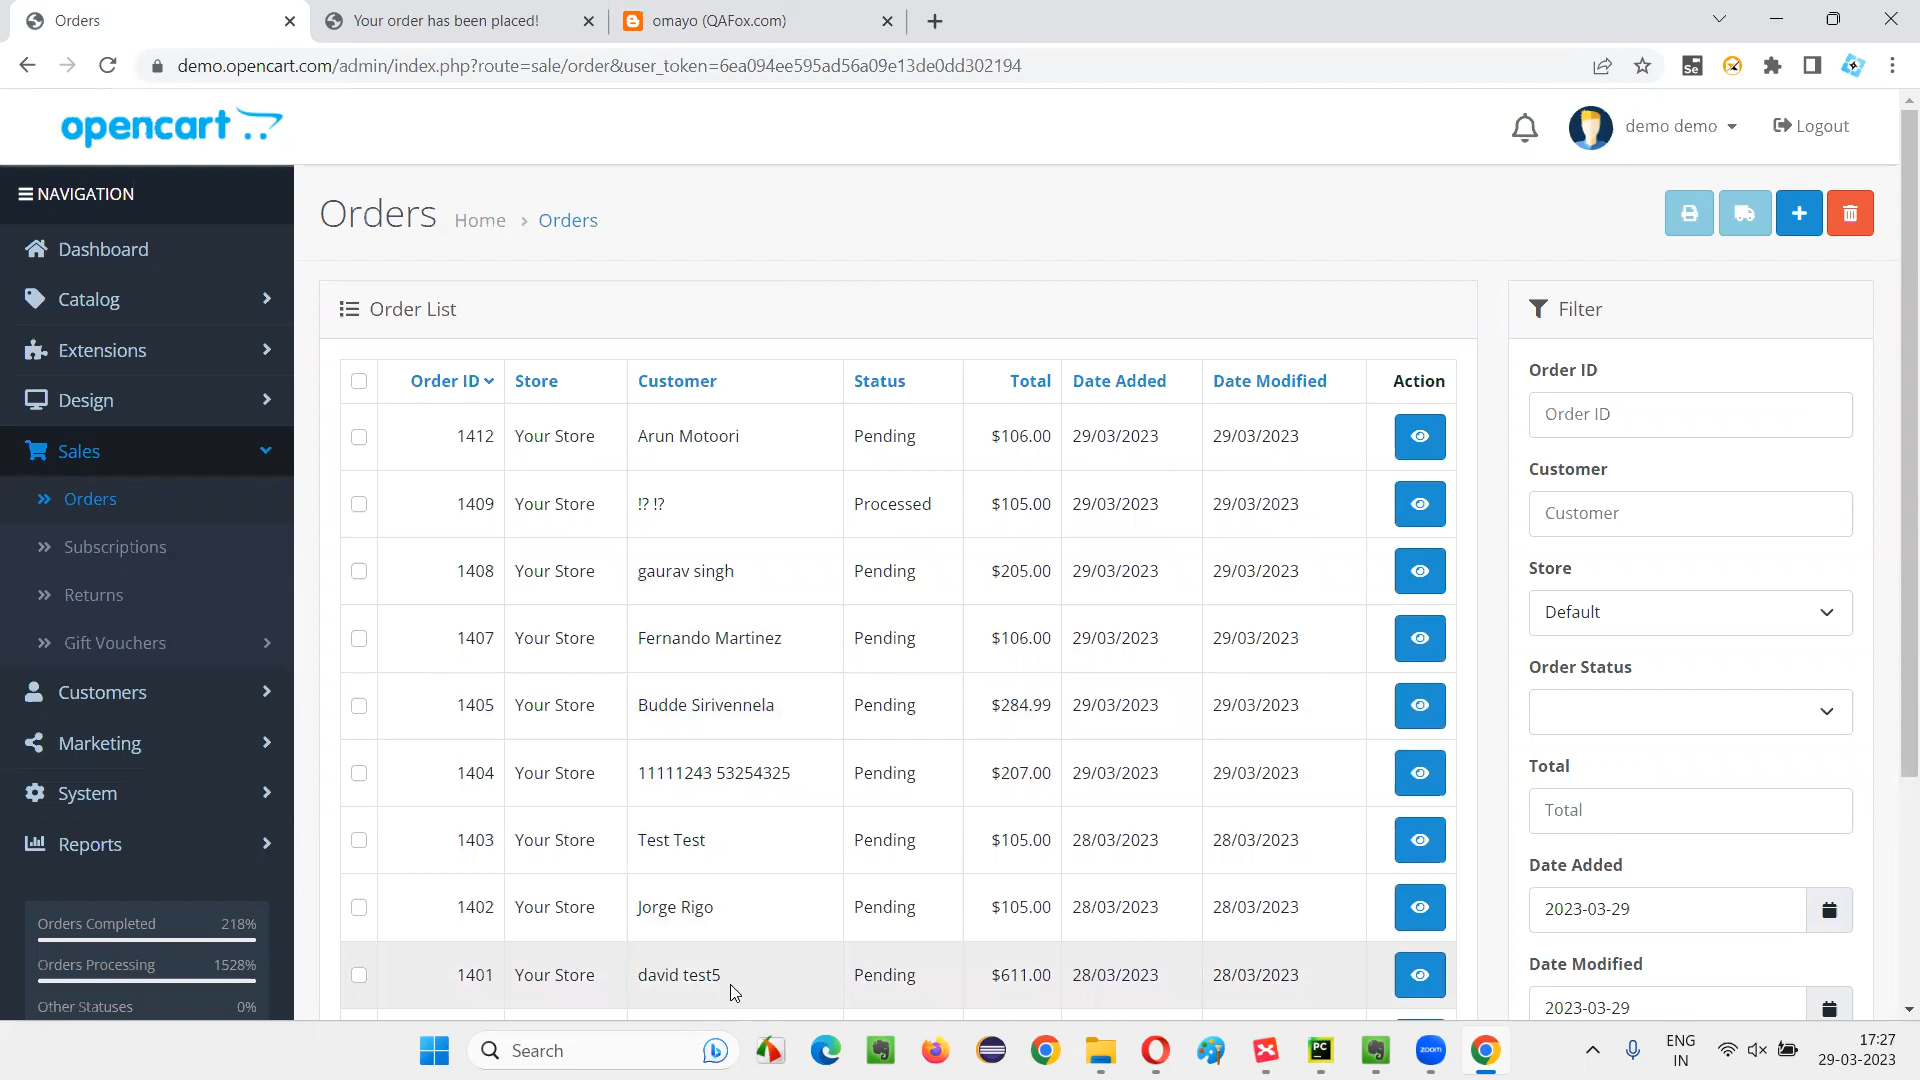 Orders
Your order has been placed!
omayo (QAFox.com)
demo.opencart.com/admin/index.php?route=sale/order&user_token=6ea094ee595ad56a09e13de0dd302194
Se
opencart
demo demo
Logout
NAVIGATION
Dashboard
Catalog
Extensions
Design
Sales
Orders
Subscriptions
Returns
Gift Vouchers
Customers
Marketing
System
Reports
Orders Completed 218%
Orders Processing 1528%
Other Statuses 0%
Orders Home > Orders
Order List
Order ID Store Customer Status Total Date Added Date Modified Action
1412 Your Store Arun Motoori Pending $106.00 29/03/2023 29/03/2023
1409 Your Store !? !? Processed $105.00 29/03/2023 29/03/2023
1408 Your Store gaurav singh Pending $205.00 29/03/2023 29/03/2023
1407 Your Store Fernando Martinez Pending $106.00 29/03/2023 29/03/2023
1405 Your Store Budde Sirivennela Pending $284.99 29/03/2023 29/03/2023
1404 Your Store 11111243 53254325 Pending $207.00 29/03/2023 29/03/2023
1403 Your Store Test Test Pending $105.00 28/03/2023 28/03/2023
1402 Your Store Jorge Rigo Pending $105.00 28/03/2023 28/03/2023
1401 Your Store david test5 Pending $611.00 28/03/2023 28/03/2023
Filter
Order ID
Order ID
Customer
Customer
Store
Default
Order Status
Total
Total
Date Added
2023-03-29
Date Modified
2023-03-29
Search
PC
zoom
ENG
IN
17:27
29-03-2023